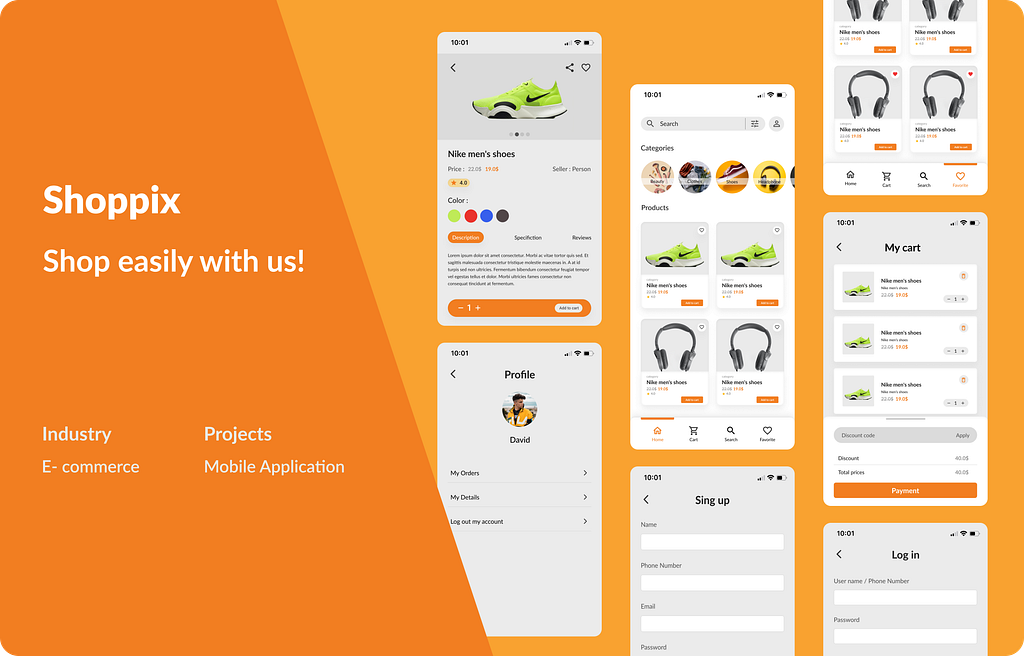 Shoppix
Shop easily with us!
Industry
E- commerce
Projects
Mobile Application
10:01
Nike men's shoes
Price : 22.0$ 19.0$
Seller : Person
4.0
Color :
Description
Specifiction
Reviews
Lorem ipsum dolor sit amet consectetur. Morbi ac vitae tortor quis est. At
sagittis malesuada consectetur tristique molestie maecenas in. A at id
turpis sed non ultricies. Fermentum bibendum consectetur feugiat tempor
vel egestas tellus et dolor. Morbi ultricies fames consectetur non
consequat tincidunt at fermentum.
− 1 +
Add to cart
10:01
Profile
David
My Orders
My Details
Log out my account
10:01
Search
Categories
Beauty
Clothes
Shoes
Headphone
Products
Nike men's shoes
22.0$ 19.0$
4.0
Add to cart
Nike men's shoes
22.0$ 19.0$
4.0
Add to cart
Nike men's shoes
22.0$ 19.0$
4.0
Add to cart
Nike men's shoes
22.0$ 19.0$
4.0
Add to cart
Home
Cart
Search
Favorite
10:01
Sing up
Name
Phone Number
Email
Password
Nike men's shoes
22.0$ 19.0$
4.0
Add to cart
Nike men's shoes
22.0$ 19.0$
4.0
Add to cart
Nike men's shoes
22.0$ 19.0$
4.0
Add to cart
Nike men's shoes
22.0$ 19.0$
4.0
Add to cart
Home
Cart
Search
Favorite
10:01
My cart
Nike men's shoes
Nike men's shoes
22.0$ 19.0$
− 1 +
Nike men's shoes
Nike men's shoes
22.0$ 19.0$
− 1 +
Nike men's shoes
Nike men's shoes
22.0$ 19.0$
− 1 +
Discount code
Apply
Discount
40.0$
Total prices
40.0$
Payment
10:01
Log in
User name / Phone Number
Password